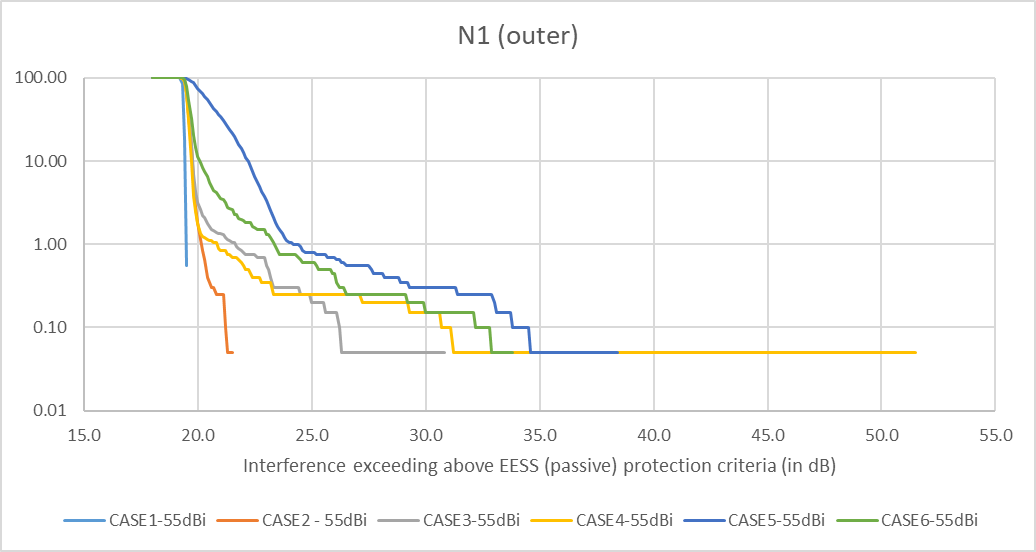 N1 (outer)
100.00
10.00
1.00
0.10
0.01
15.0 20.0 25.0 30.0 35.0 40.0 45.0 50.0 55.0
Interference exceeding above EESS (passive) protection criteria (in dB)
CASE1-55dBi CASE2 - 55dBi CASE3-55dBi CASE4-55dBi CASE5-55dBi CASE6-55dBi